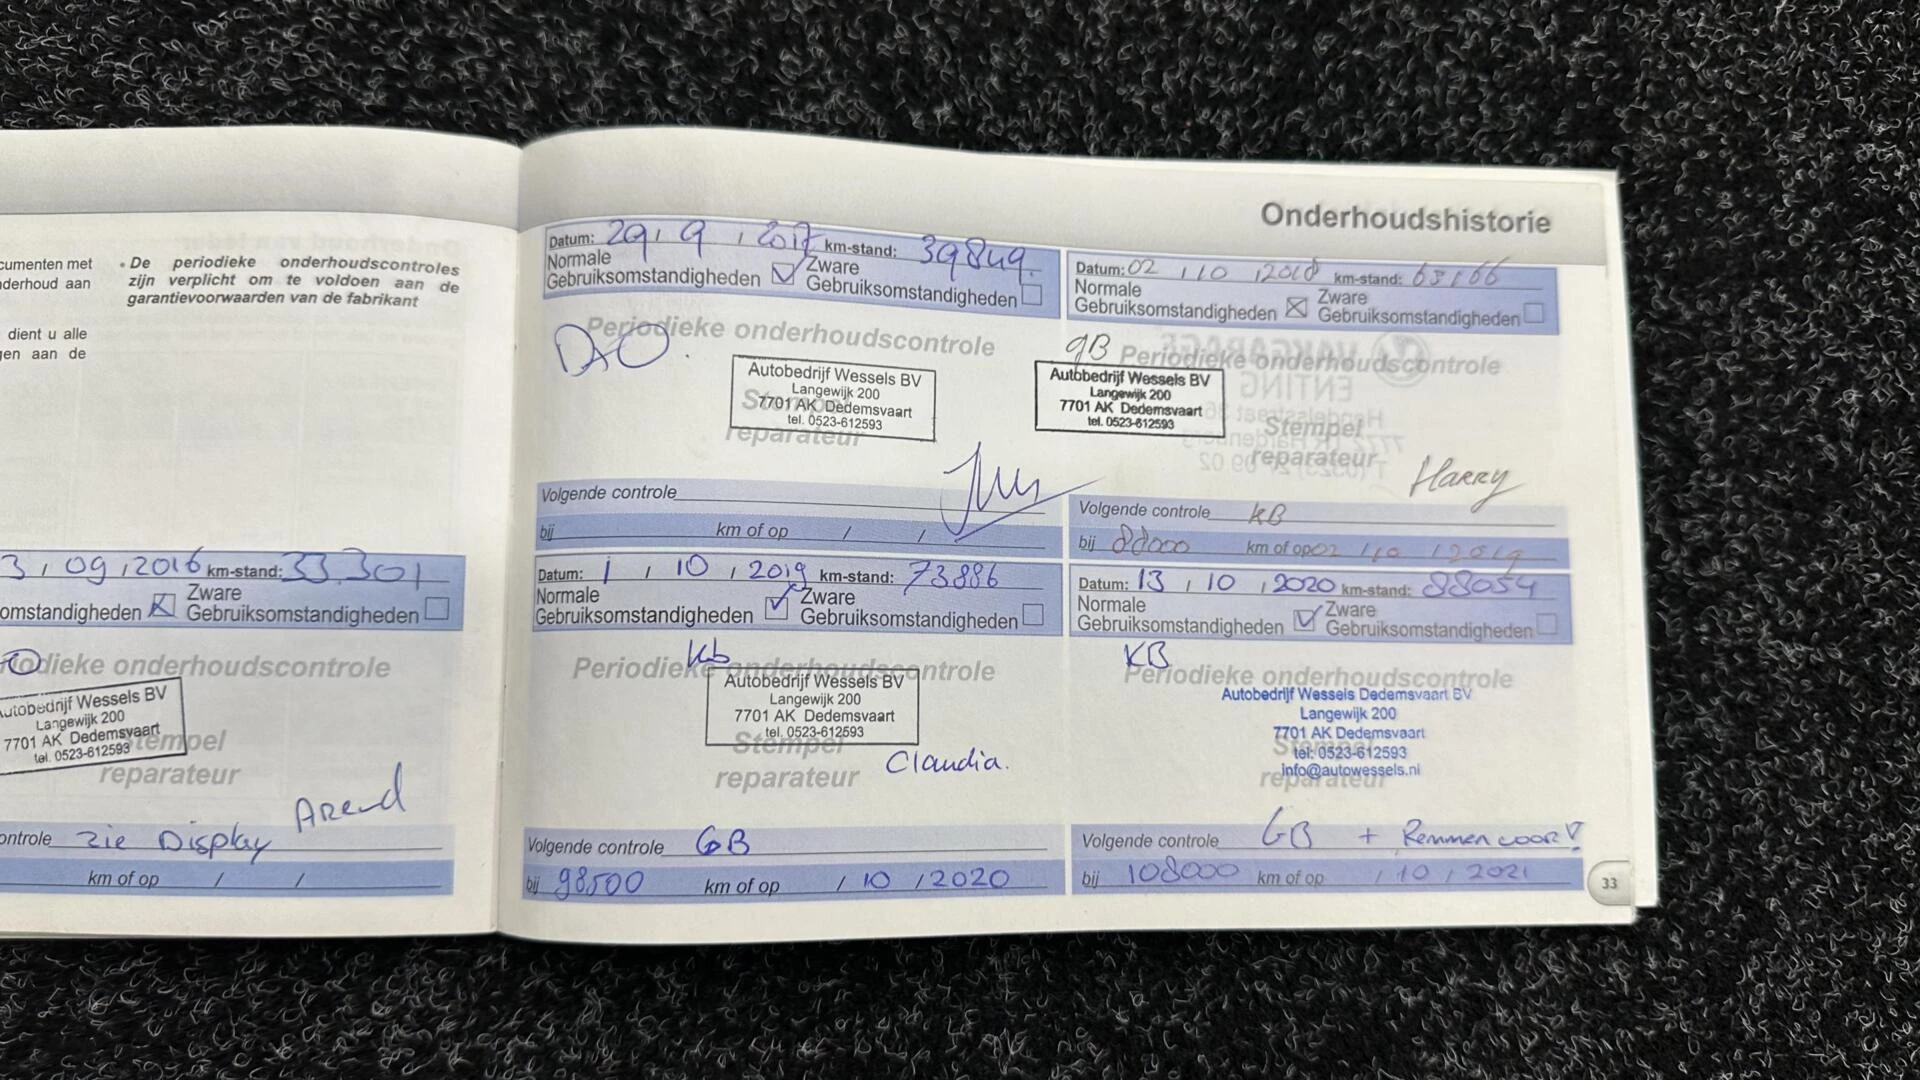 cumenten met
derhoud aan
dient u alle
gen aan de
• De periodieke onderhoudscontroles
zijn verplicht om te voldoen aan de
garantievoorwaarden van de fabrikant
3 / 09 / 2016 km-stand: 33.301
omstandigheden Zware
Gebruiksomstandigheden
odieke onderhoudscontrole
utobedrijf Wessels BV
Langewijk 200
7701 AK Dedemsvaart
tel. 0523-612593
Stempel
reparateur
Arend
ontrole zie Display
km of op / /
Onderhoudshistorie
Datum: 29 / 9 / 2017 km-stand: 39849.
Normale
Gebruiksomstandigheden Zware
Gebruiksomstandigheden
Periodieke onderhoudscontrole
Autobedrijf Wessels BV
Langewijk 200
7701 AK Dedemsvaart
tel. 0523-612593
Stempel
reparateur
Volgende controle
bij km of op / /
Datum: 02 / 10 / 2018 km-stand: 63166
Normale
Gebruiksomstandigheden Zware
Gebruiksomstandigheden
gB
Periodieke onderhoudscontrole
Autobedrijf Wessels BV
Langewijk 200
7701 AK Dedemsvaart
tel. 0523-612593
Stempel
reparateur
Harry
Volgende controle kB
bij 88000 km of op 02 / 10 / 2019
Datum: 1 / 10 / 2019 km-stand: 73886
Normale
Gebruiksomstandigheden Zware
Gebruiksomstandigheden
kb
Periodieke onderhoudscontrole
Autobedrijf Wessels BV
Langewijk 200
7701 AK Dedemsvaart
tel. 0523-612593
Stempel
reparateur
Claudia.
Volgende controle GB
bij 98500 km of op / 10 / 2020
Datum: 13 / 10 / 2020 km-stand: 88054
Normale
Gebruiksomstandigheden Zware
Gebruiksomstandigheden
KB
Periodieke onderhoudscontrole
Autobedrijf Wessels Dedemsvaart BV
Langewijk 200
7701 AK Dedemsvaart
tel: 0523-612593
info@autowessels.nl
Stempel
reparateur
Volgende controle GB + Remmen voor!
bij 108000 km of op / 10 / 2021
33